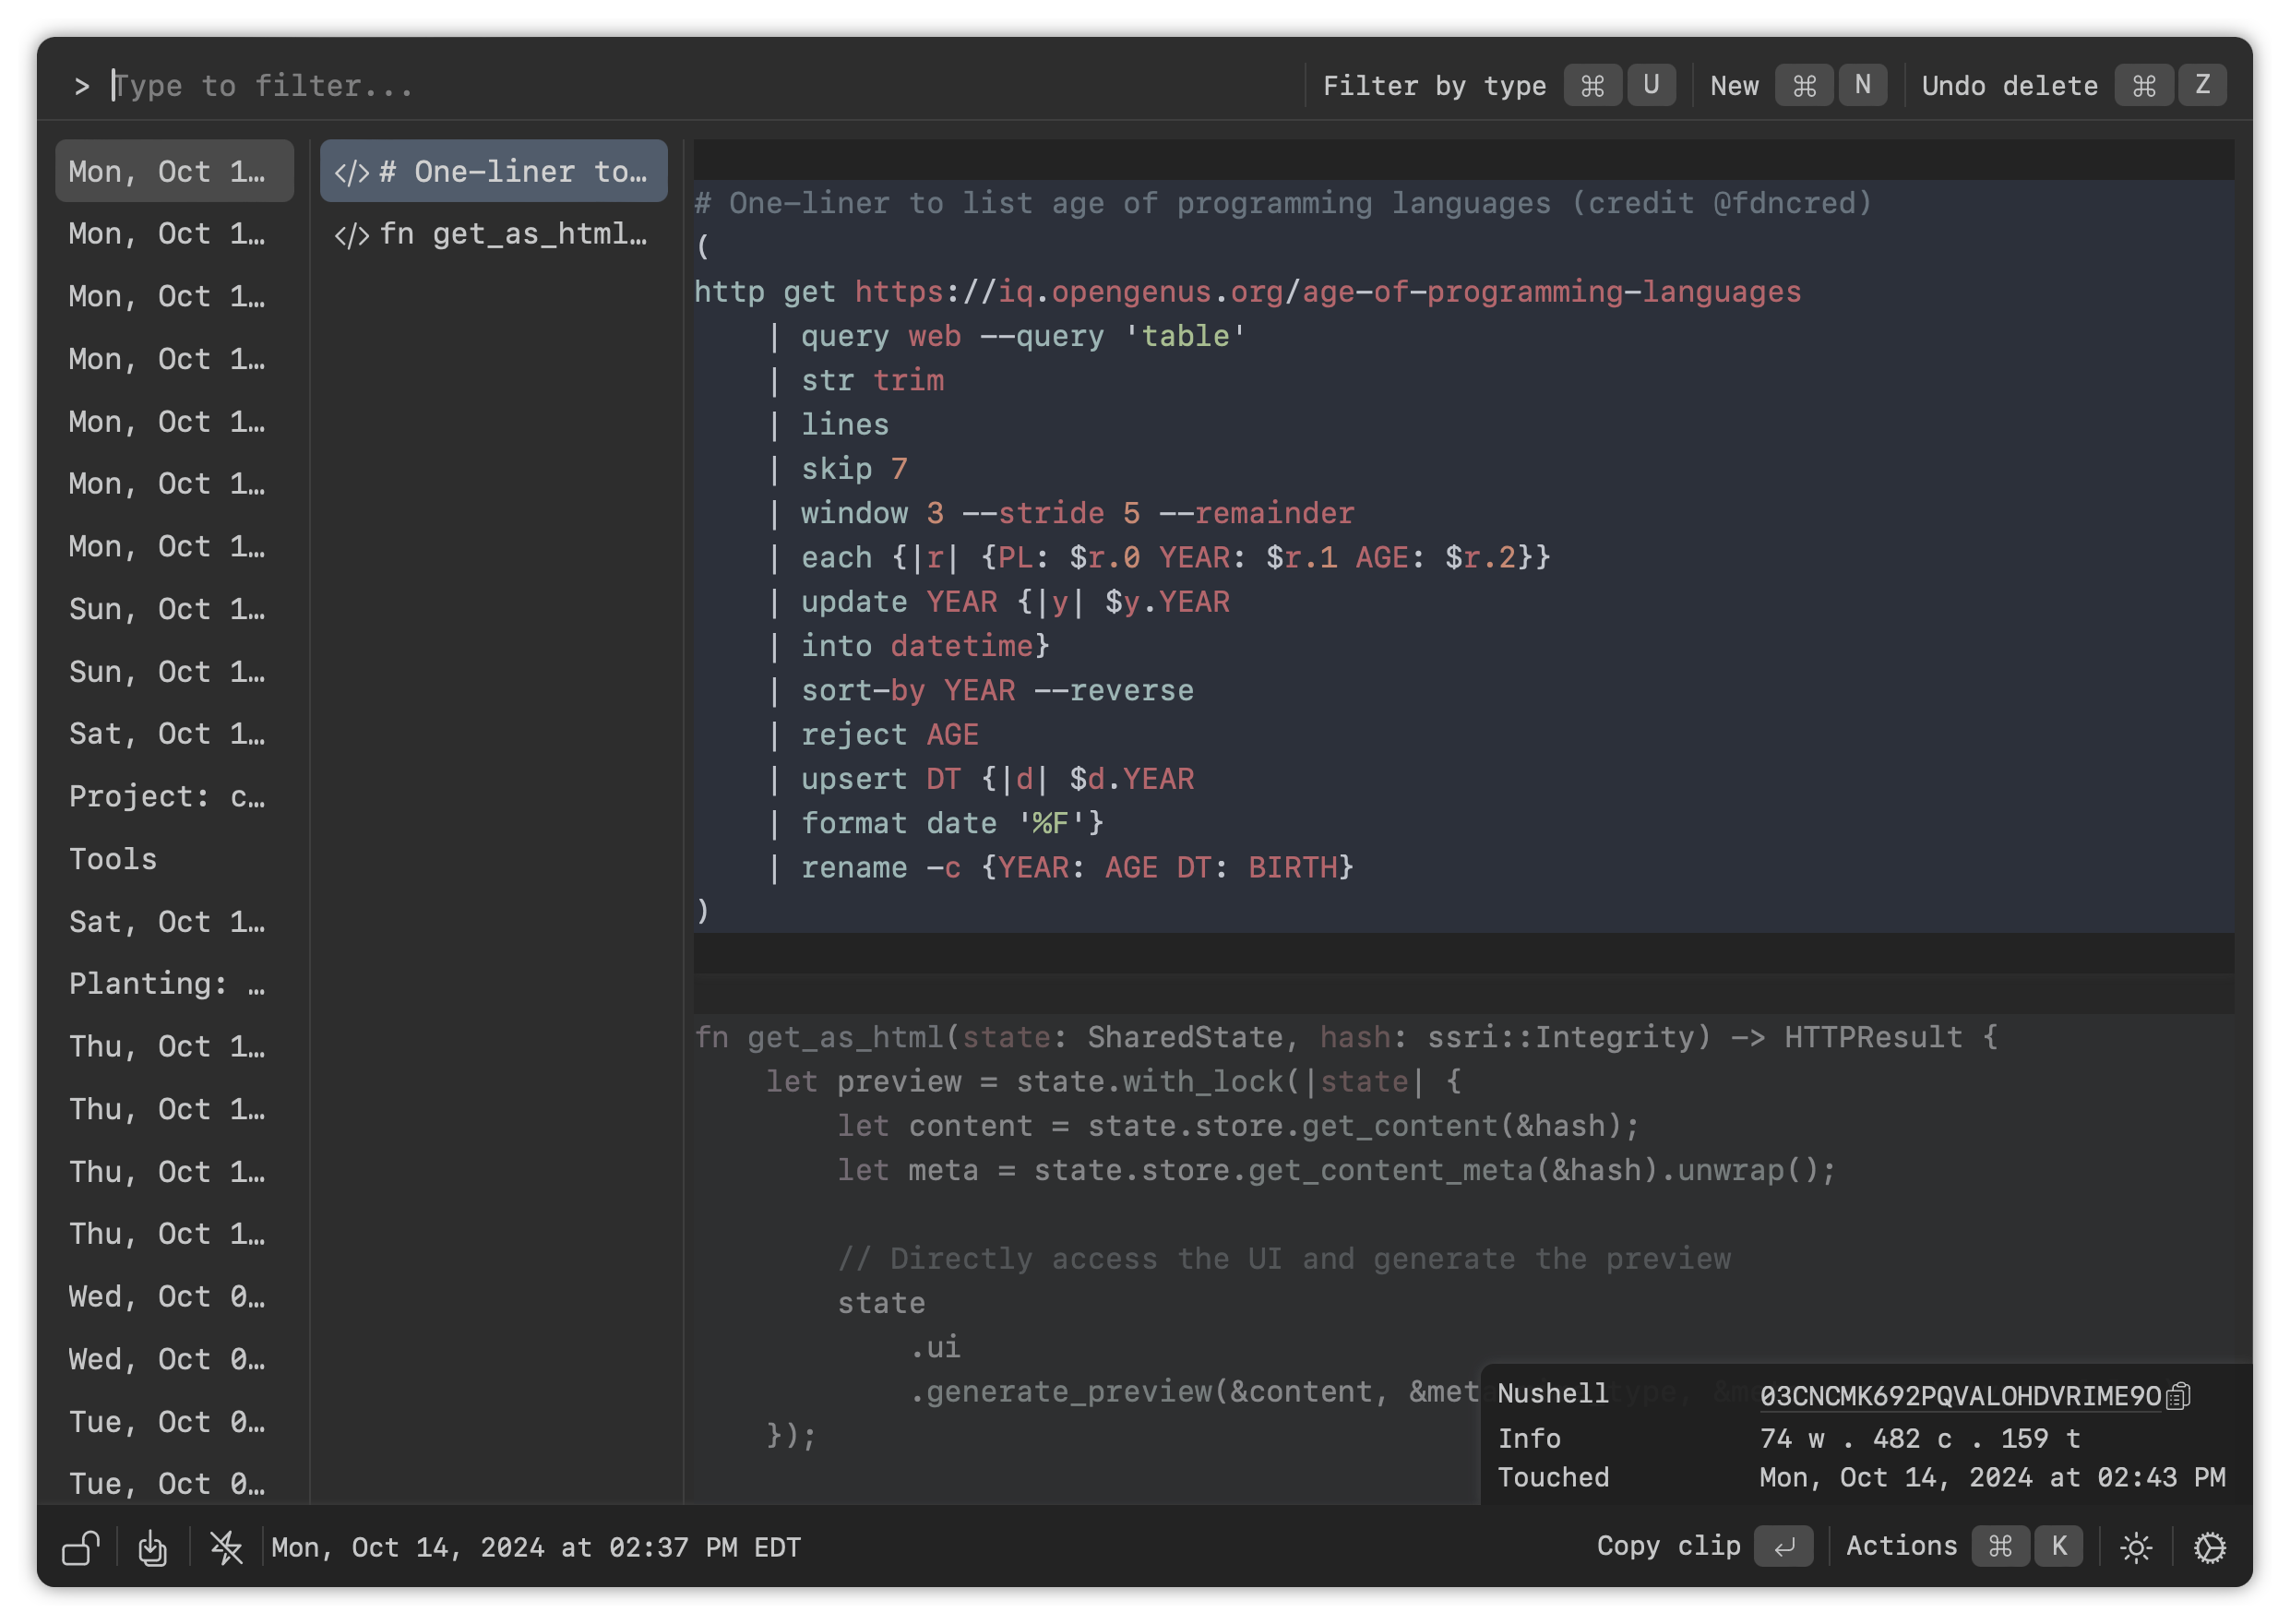 > Type to filter...
Filter by type ⌘ U
New ⌘ N
Undo delete ⌘ Z
Mon, Oct 1…
Mon, Oct 1…
Mon, Oct 1…
Mon, Oct 1…
Mon, Oct 1…
Mon, Oct 1…
Mon, Oct 1…
Sun, Oct 1…
Sun, Oct 1…
Sat, Oct 1…
Project: c…
Tools
Sat, Oct 1…
Planting: …
Thu, Oct 1…
Thu, Oct 1…
Thu, Oct 1…
Thu, Oct 1…
Wed, Oct 0…
Wed, Oct 0…
Tue, Oct 0…
Tue, Oct 0…
</> # One-liner to…
</> fn get_as_html…
# One-liner to list age of programming languages (credit @fdncred)
(
http get https://iq.opengenus.org/age-of-programming-languages
    | query web --query 'table'
    | str trim
    | lines
    | skip 7
    | window 3 --stride 5 --remainder
    | each {|r| {PL: $r.0 YEAR: $r.1 AGE: $r.2}}
    | update YEAR {|y| $y.YEAR
    | into datetime}
    | sort-by YEAR --reverse
    | reject AGE
    | upsert DT {|d| $d.YEAR
    | format date '%F'}
    | rename -c {YEAR: AGE DT: BIRTH}
)
fn get_as_html(state: SharedState, hash: ssri::Integrity) -> HTTPResult {
    let preview = state.with_lock(|state| {
        let content = state.store.get_content(&hash);
        let meta = state.store.get_content_meta(&hash).unwrap();
        // Directly access the UI and generate the preview
        state
            .ui
            .generate_preview(&content, &met
    });
Nushell 03CNCMK692PQVALOHDVRIME9O
Info 74 w . 482 c . 159 t
Touched Mon, Oct 14, 2024 at 02:43 PM
Mon, Oct 14, 2024 at 02:37 PM EDT
Copy clip ↵
Actions ⌘ K